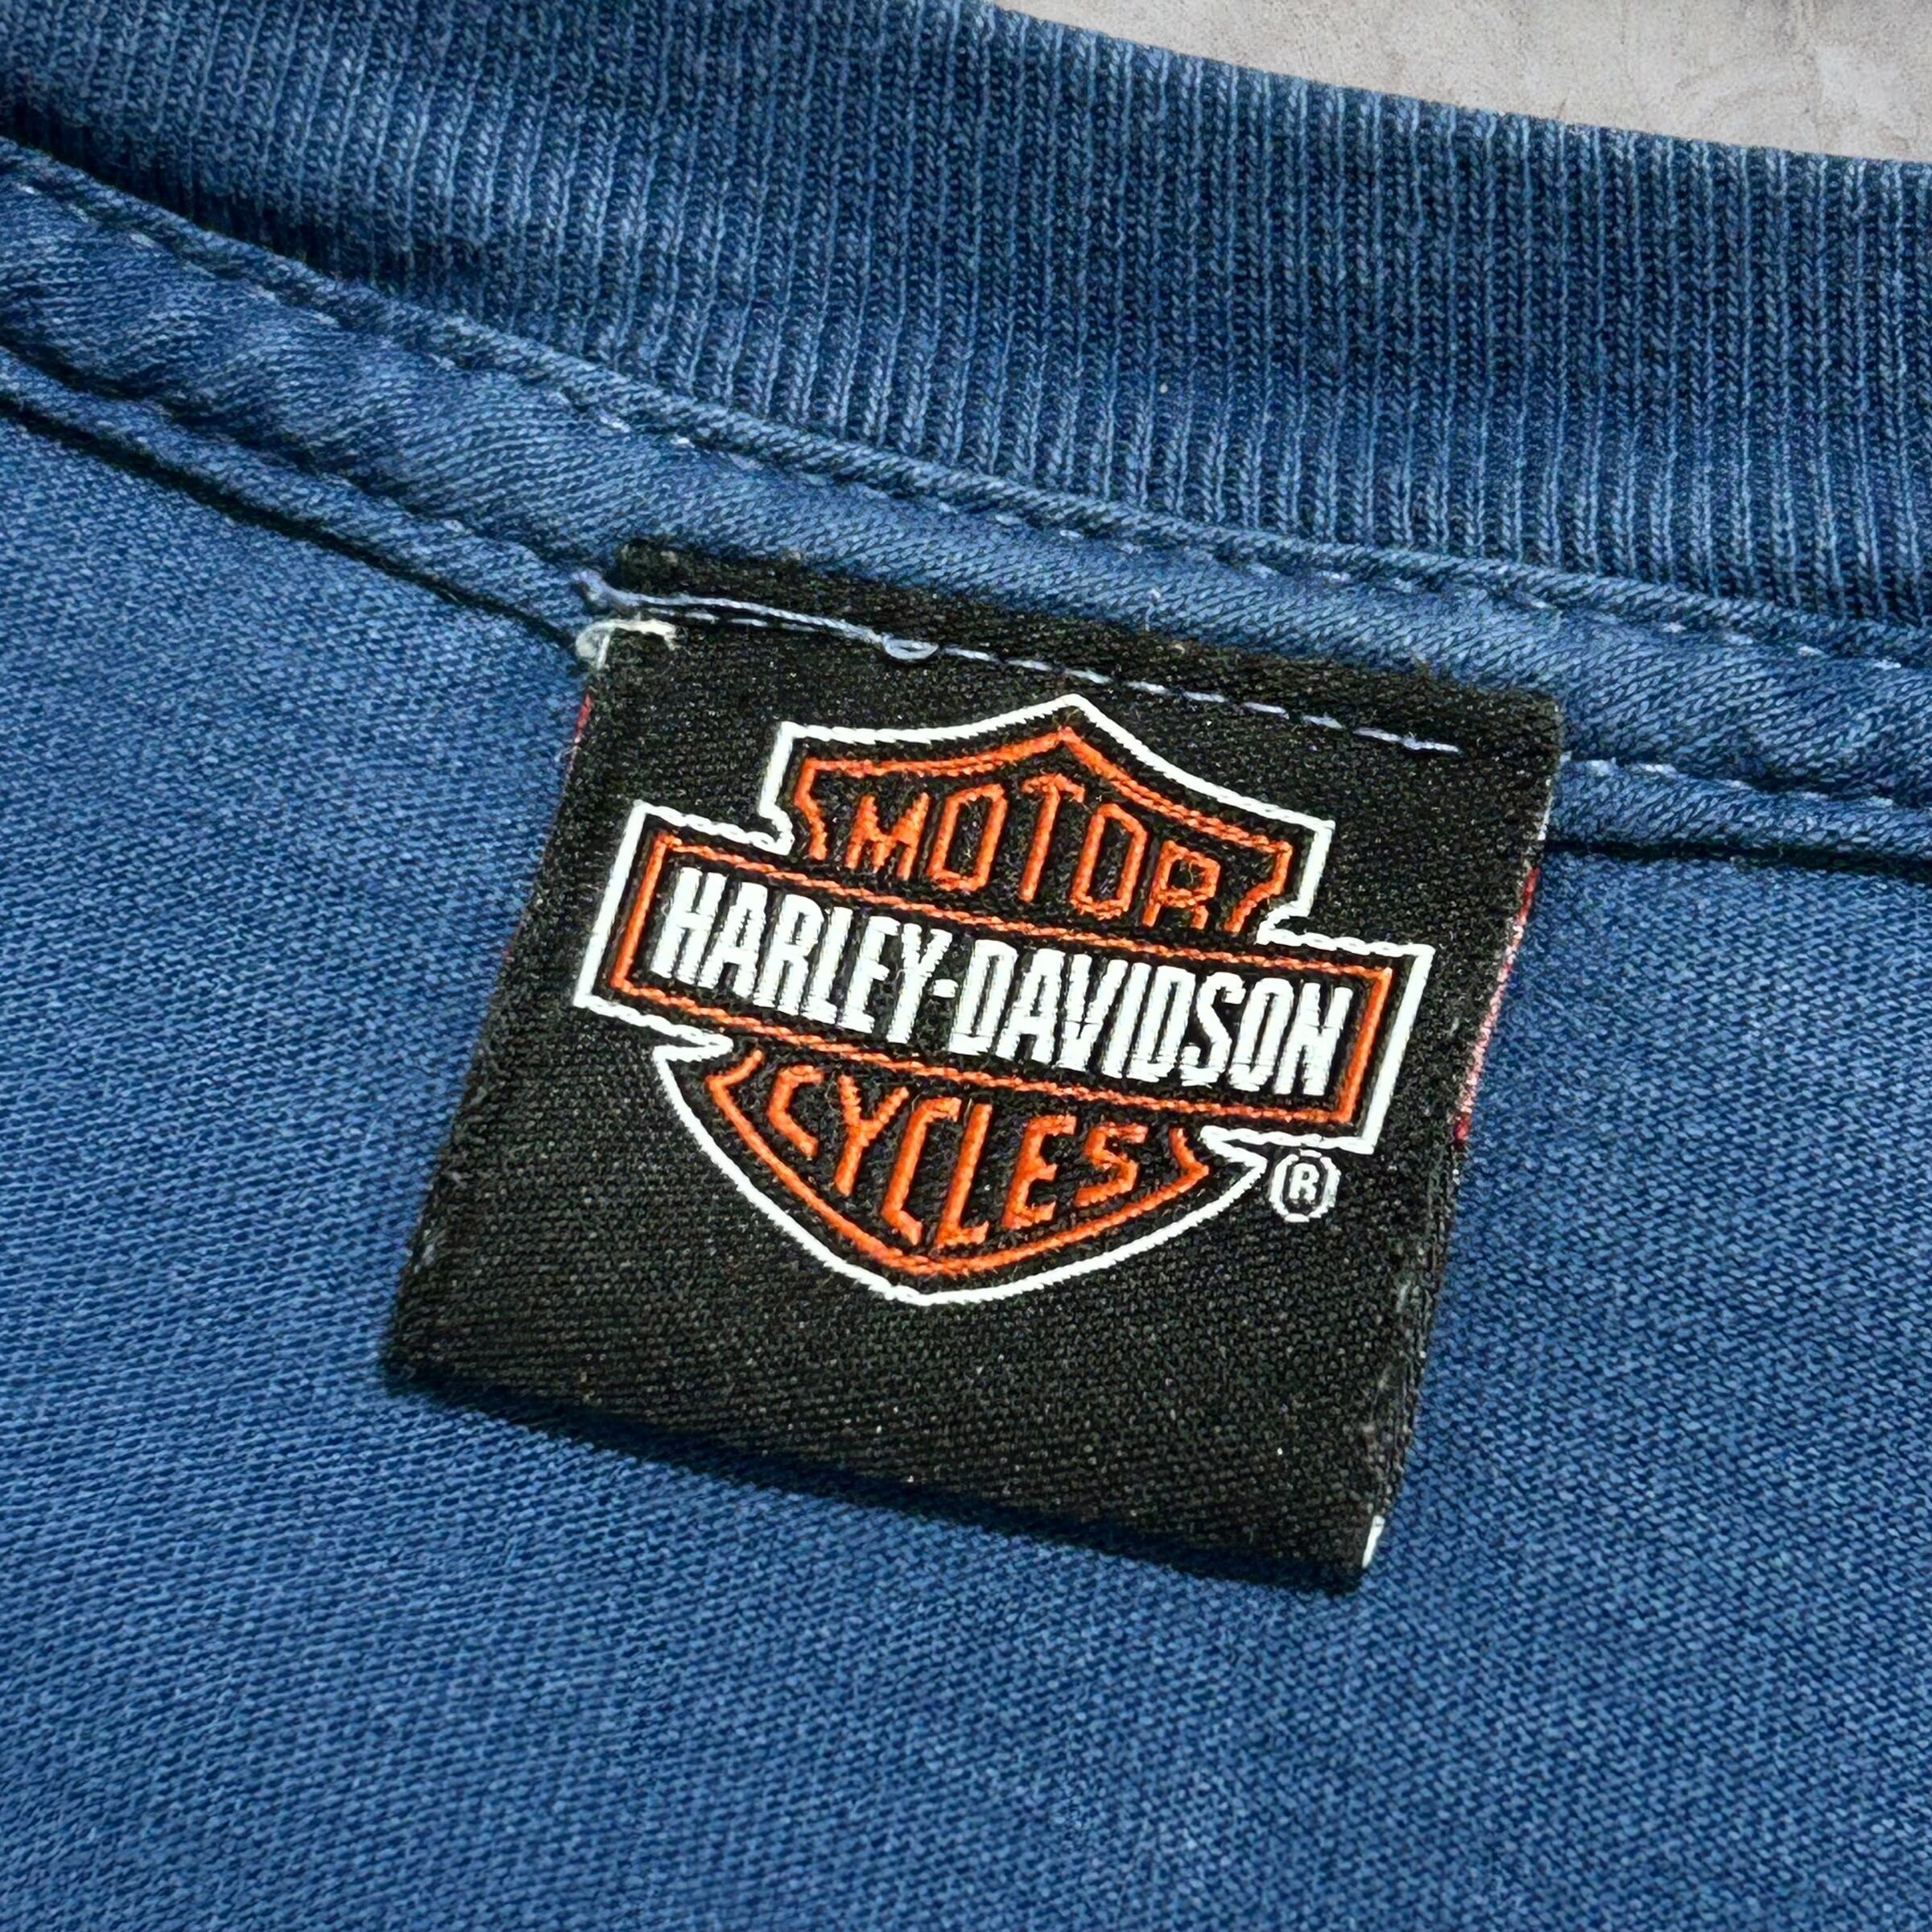 MOTOR
HARLEY-DAVIDSON
CYCLES
®